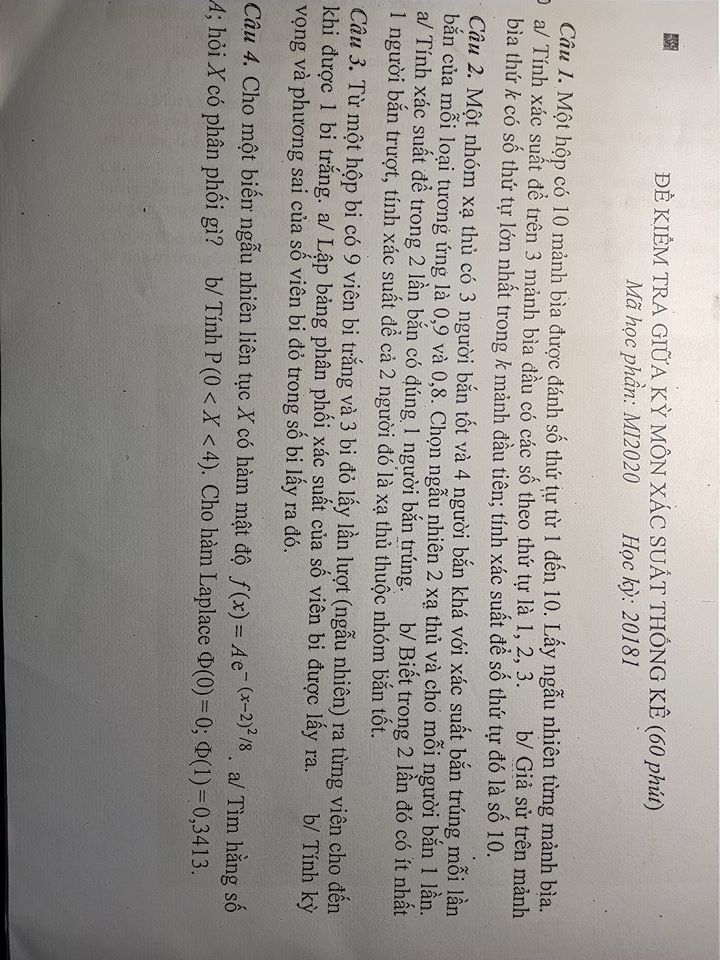 ĐỀ KIỂM TRA GIỮA KỲ MÔN XÁC SUẤT THỐNG KÊ (60 phút)
Mã học phần: MI2020 Học kỳ: 20181
Câu 1. Một hộp có 10 mảnh bìa được đánh số thứ tự từ 1 đến 10. Lấy ngẫu nhiên từng mảnh bìa.
a/ Tính xác suất để trên 3 mảnh bìa đầu có các số theo thứ tự là 1, 2, 3. b/ Giả sử trên mảnh
bìa thứ k có số thứ tự lớn nhất trong k mảnh đầu tiên; tính xác suất để số thứ tự đó là số 10.
Câu 2. Một nhóm xạ thủ có 3 người bắn tốt và 4 người bắn khá với xác suất bắn trúng mỗi lần
bắn của mỗi loại tương ứng là 0,9 và 0,8. Chọn ngẫu nhiên 2 xạ thủ và cho mỗi người bắn 1 lần.
a/ Tính xác suất để trong 2 lần bắn có đúng 1 người bắn trúng. b/ Biết trong 2 lần đó có ít nhất
1 người bắn trượt, tính xác suất để cả 2 người đó là xạ thủ thuộc nhóm bắn tốt.
Câu 3. Từ một hộp bi có 9 viên bi trắng và 3 bi đỏ lấy lần lượt (ngẫu nhiên) ra từng viên cho đến
khi được 1 bi trắng. a/ Lập bảng phân phối xác suất của số viên bi được lấy ra. b/ Tính kỳ
vọng và phương sai của số viên bi đỏ trong số bi lấy ra đó.
Câu 4. Cho một biến ngẫu nhiên liên tục X có hàm mật độ f(x) = Ae^{-(x-2)²/8}. a/ Tìm hằng số
A; hỏi X có phân phối gì? b/ Tính P(0 < X < 4). Cho hàm Laplace Φ(0) = 0; Φ(1) = 0,3413.